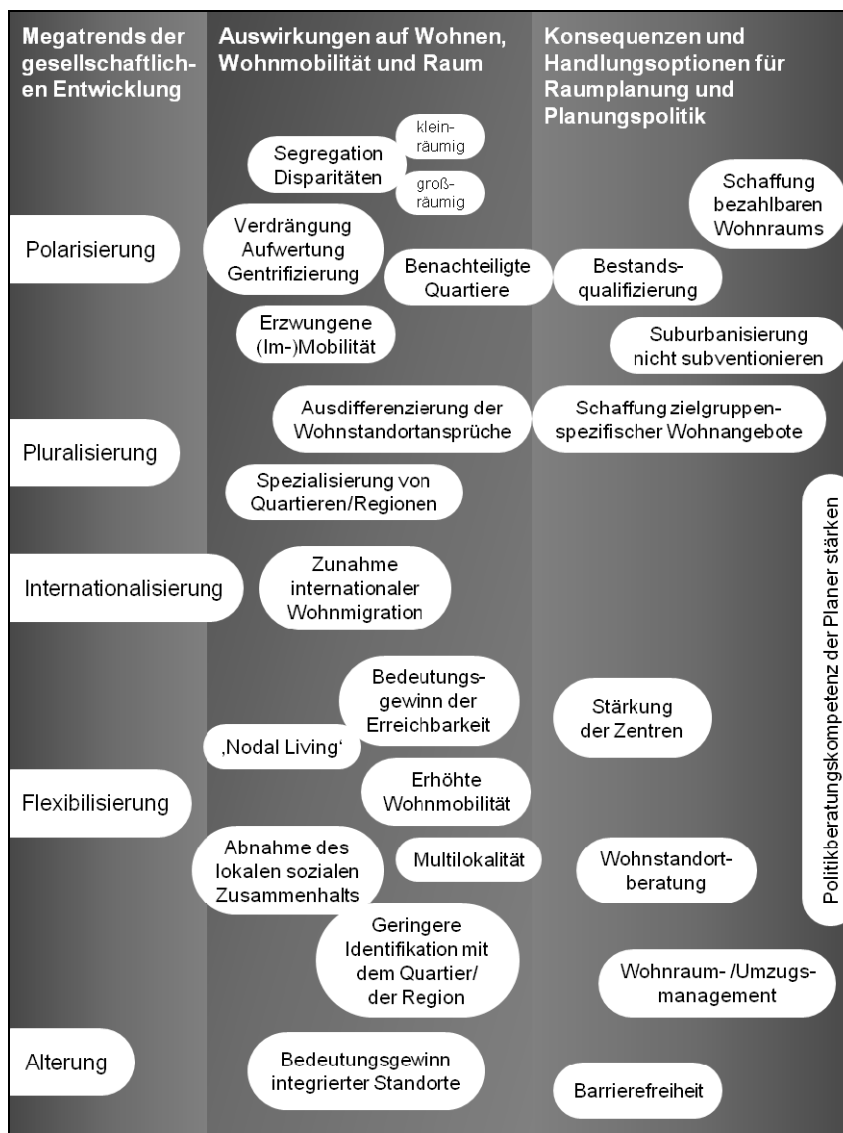 Megatrends der
gesellschaftlich-
en Entwicklung
Auswirkungen auf Wohnen,
Wohnmobilität und Raum
Konsequenzen und
Handlungsoptionen für
Raumplanung und
Planungspolitik
Segregation
Disparitäten
klein-
räumig
groß-
räumig
Schaffung
bezahlbaren
Wohnraums
Polarisierung
Verdrängung
Aufwertung
Gentrifizierung
Benachteiligte
Quartiere
Bestands-
qualifizierung
Erzwungene
(Im-)Mobilität
Suburbanisierung
nicht subventionieren
Pluralisierung
Ausdifferenzierung der
Wohnstandortansprüche
Schaffung zielgruppen-
spezifischer Wohnangebote
Spezialisierung von
Quartieren/Regionen
Internationalisierung
Zunahme
internationaler
Wohnmigration
Politikberatungskompetenz der Planer stärken
Bedeutungs-
gewinn der
Erreichbarkeit
Stärkung
der Zentren
‚Nodal Living‘
Flexibilisierung
Erhöhte
Wohnmobilität
Abnahme des
lokalen sozialen
Zusammenhalts
Multilokalität
Wohnstandort-
beratung
Geringere
Identifikation mit
dem Quartier/
der Region
Wohnraum- /Umzugs-
management
Alterung
Bedeutungsgewinn
integrierter Standorte
Barrierefreiheit